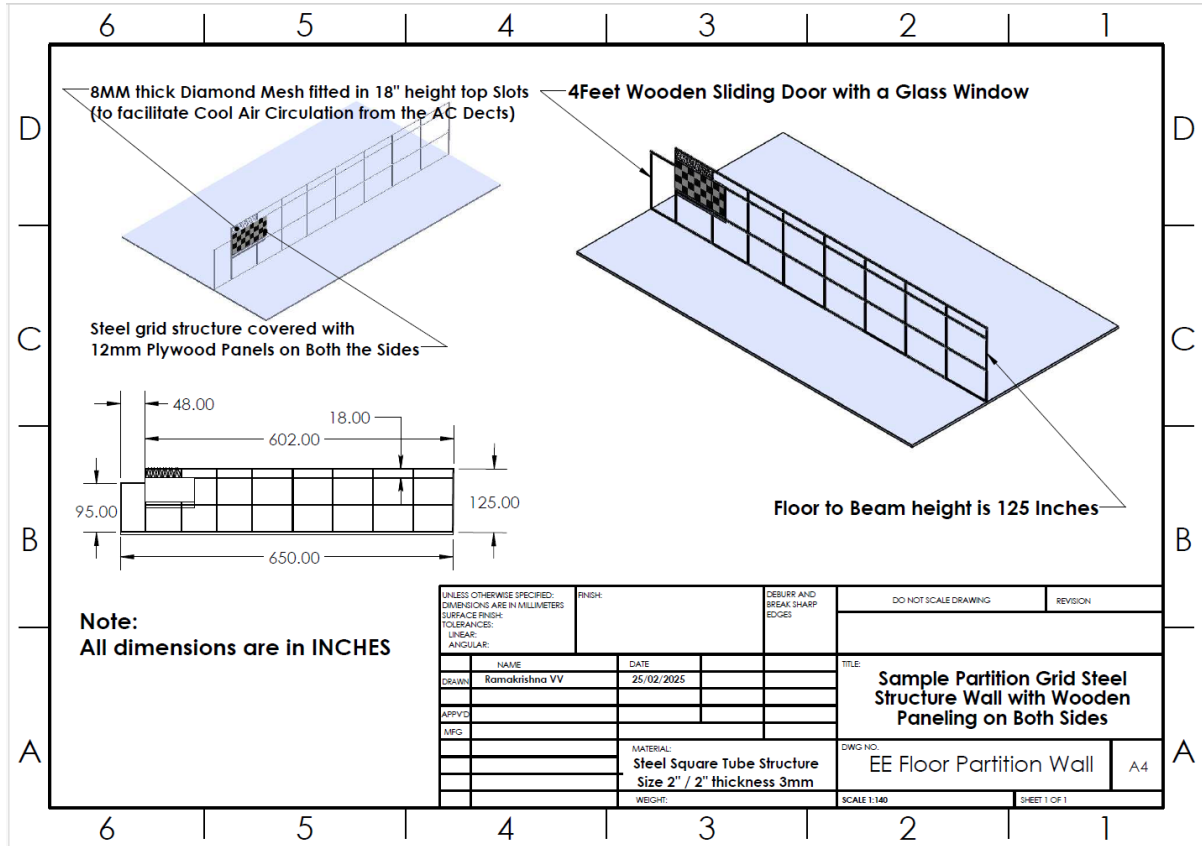 6 5 4 3 2 1
8MM thick Diamond Mesh fitted in 18" height top Slots
(to facilitate Cool Air Circulation from the AC Dects)
4Feet Wooden Sliding Door with a Glass Window
D D
Steel grid structure covered with
12mm Plywood Panels on Both the Sides
C C
48.00
18.00
602.00
95.00
125.00
650.00
Floor to Beam height is 125 Inches
B B
Note:
All dimensions are in INCHES
UNLESS OTHERWISE SPECIFIED:
DIMENSIONS ARE IN MILLIMETERS
SURFACE FINISH:
TOLERANCES:
LINEAR:
ANGULAR:
FINISH:
DEBURR AND
BREAK SHARP
EDGES
DO NOT SCALE DRAWING
REVISION
NAME
DATE
DRAWN
Ramakrishna VV
25/02/2025
APPV'D
MFG
TITLE:
Sample Partition Grid Steel
Structure Wall with Wooden
Paneling on Both Sides
A A
MATERIAL:
Steel Square Tube Structure
Size 2" / 2" thickness 3mm
WEIGHT:
DWG NO.
EE Floor Partition Wall
A4
SCALE 1:140
SHEET 1 OF 1
6 5 4 3 2 1